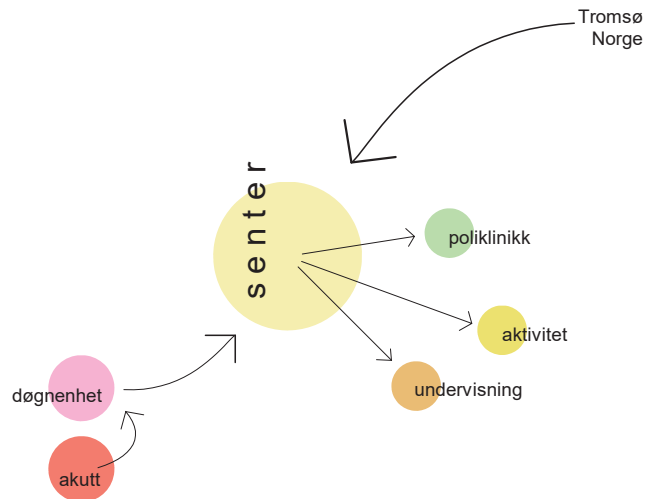 Tromsø
Norge
senter
poliklinikk
aktivitet
undervisning
døgnenhet
akutt